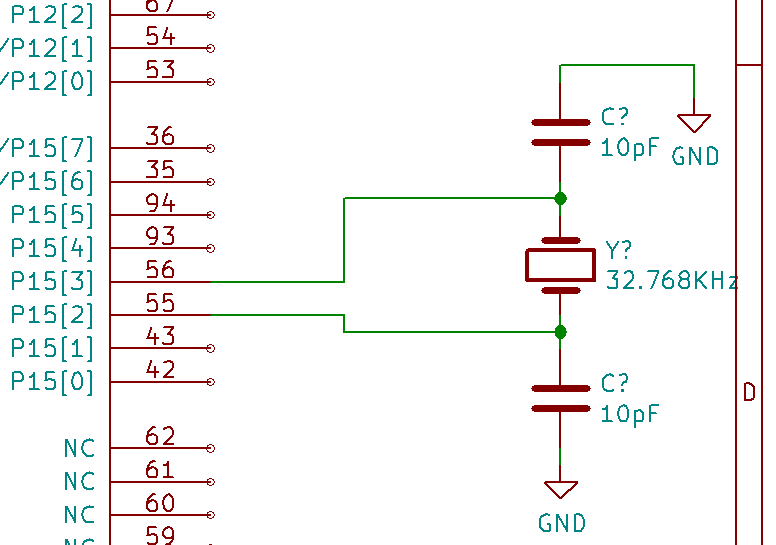 P12[2] 67
/P12[1] 54
/P12[0] 53
/P15[7] 36
/P15[6] 35
P15[5] 94
P15[4] 93
P15[3] 56
P15[2] 55
P15[1] 43
P15[0] 42
NC 62
NC 61
NC 60
NC 59
C?
10pF
GND
Y?
32.768KHz
C?
10pF
GND
D